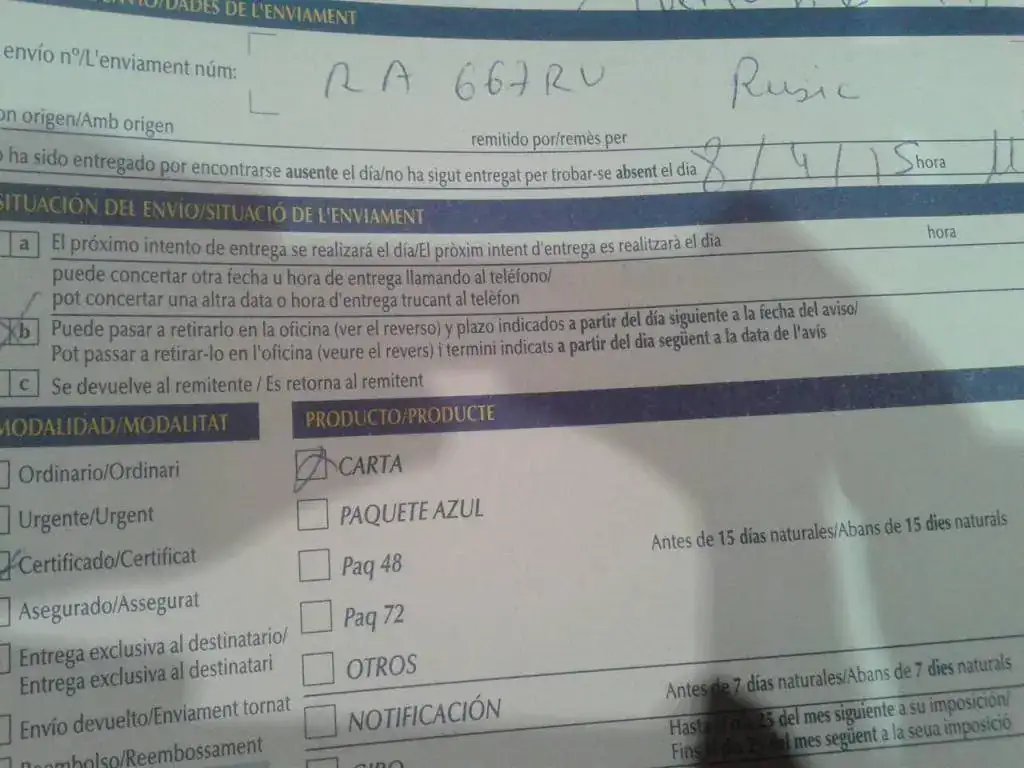 DADES DE L'ENVIAMENT
envío nº/L'enviament núm: RA 667RU Rusic
on origen/Amb origen remitido por/remès per
ha sido entregado por encontrarse ausente el día/no ha sigut entregat per trobar-se absent el dia 8/4/15 hora 11
SITUACIÓN DEL ENVÍO/SITUACIÓ DE L'ENVIAMENT
a El próximo intento de entrega se realizará el día/El pròxim intent d'entrega es realitzarà el dia hora
puede concertar otra fecha u hora de entrega llamando al teléfono/
pot concertar una altra data o hora d'entrega trucant al telèfon
b Puede pasar a retirarlo en la oficina (ver el reverso) y plazo indicados a partir del día siguiente a la fecha del aviso/
Pot passar a retirar-lo en l'oficina (veure el revers) i termini indicats a partir del dia següent a la data de l'avís
c Se devuelve al remitente / Es retorna al remitent
MODALIDAD/MODALITAT
Ordinario/Ordinari
Urgente/Urgent
Certificado/Certificat
Asegurado/Assegurat
Entrega exclusiva al destinatario/
Entrega exclusiva al destinatari
Envío devuelto/Enviament tornat
Reembolso/Reembossament
PRODUCTO/PRODUCTE
CARTA
PAQUETE AZUL
Paq 48
Paq 72
OTROS
NOTIFICACIÓN
GIRO
Antes de 15 días naturales/Abans de 15 dies naturals
Antes de 7 días naturales/Abans de 7 dies naturals
25 del mes siguiente a su imposición/
Fins del mes següent a la seua imposició